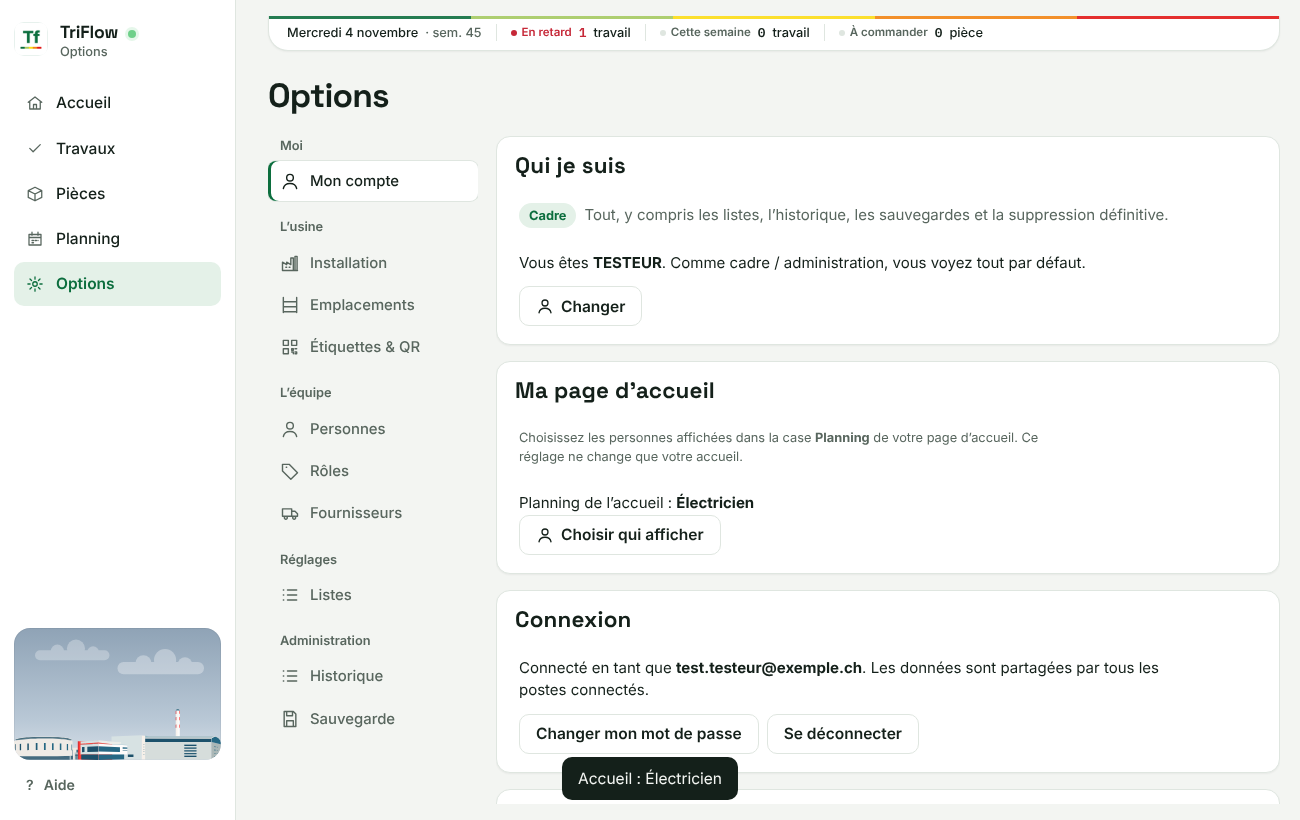 Tf
TriFlow
Options
Accueil
Travaux
Pièces
Planning
Options
? Aide
Mercredi 4 novembre · sem. 45
En retard 1 travail
Cette semaine 0 travail
À commander 0 pièce
Options
Moi
Mon compte
L’usine
Installation
Emplacements
Étiquettes & QR
L’équipe
Personnes
Rôles
Fournisseurs
Réglages
Listes
Administration
Historique
Sauvegarde
Qui je suis
Cadre Tout, y compris les listes, l’historique, les sauvegardes et la suppression définitive.
Vous êtes TESTEUR. Comme cadre / administration, vous voyez tout par défaut.
Changer
Ma page d’accueil
Choisissez les personnes affichées dans la case Planning de votre page d’accueil. Ce
réglage ne change que votre accueil.
Planning de l’accueil : Électricien
Choisir qui afficher
Connexion
Connecté en tant que test.testeur@exemple.ch. Les données sont partagées par tous les
postes connectés.
Changer mon mot de passe
Se déconnecter
Accueil : Électricien